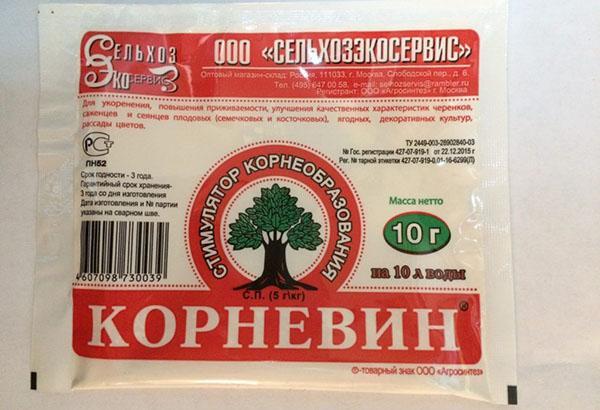 СЕЛЬХОЗ
ЭКОСЕРВИС
ООО «СЕЛЬХОЗЭКОСЕРВИС»
Оптовый магазин-склад: Россия, 111033, г. Москва, Слободской пер., д. 6.
Тел. (495) 647 00 58, e-mail: selhozservis@rambler.ru
Регистрант: ООО «Агросинтез» г. Москва
Для укоренения, повышения приживаемости, улучшения качественных характеристик черенков,
саженцев и сеянцев плодовых (семечковых и косточковых), ягодных, декоративных культур,
рассады цветов.
РСТ
ПН52
ТУ 2449-003-28902840-03
№ Гос. регистрации 427-07-919-1 от 22.12.2015 г
Рег. № тарной этикетки 427-07-919-0.01-16-6299(Л)
Срок годности - 3 года.
Гарантийный срок хранения-
3 года со дня изготовления
Дата изготовления и № партии
указаны на сварном шве.
4607098730039
СТИМУЛЯТОР КОРНЕОБРАЗОВАНИЯ
С.П. (5 г\кг)
Масса нетто
10 г
на 10 л воды
КОРНЕВИН®
®-товарный знак ООО «Агросинтез»